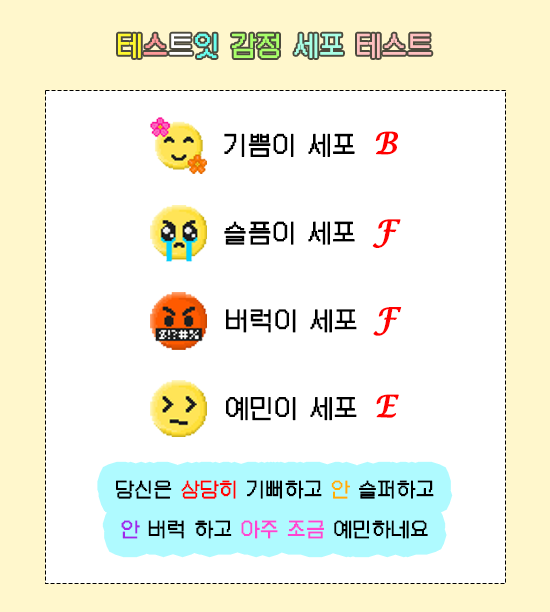 테스트잇 감정 세포 테스트
기쁨이 세포 B
슬픔이 세포 F
$!?#%
버럭이 세포 F
예민이 세포 E
당신은 상당히 기뻐하고 안 슬퍼하고
안 버럭 하고 아주 조금 예민하네요